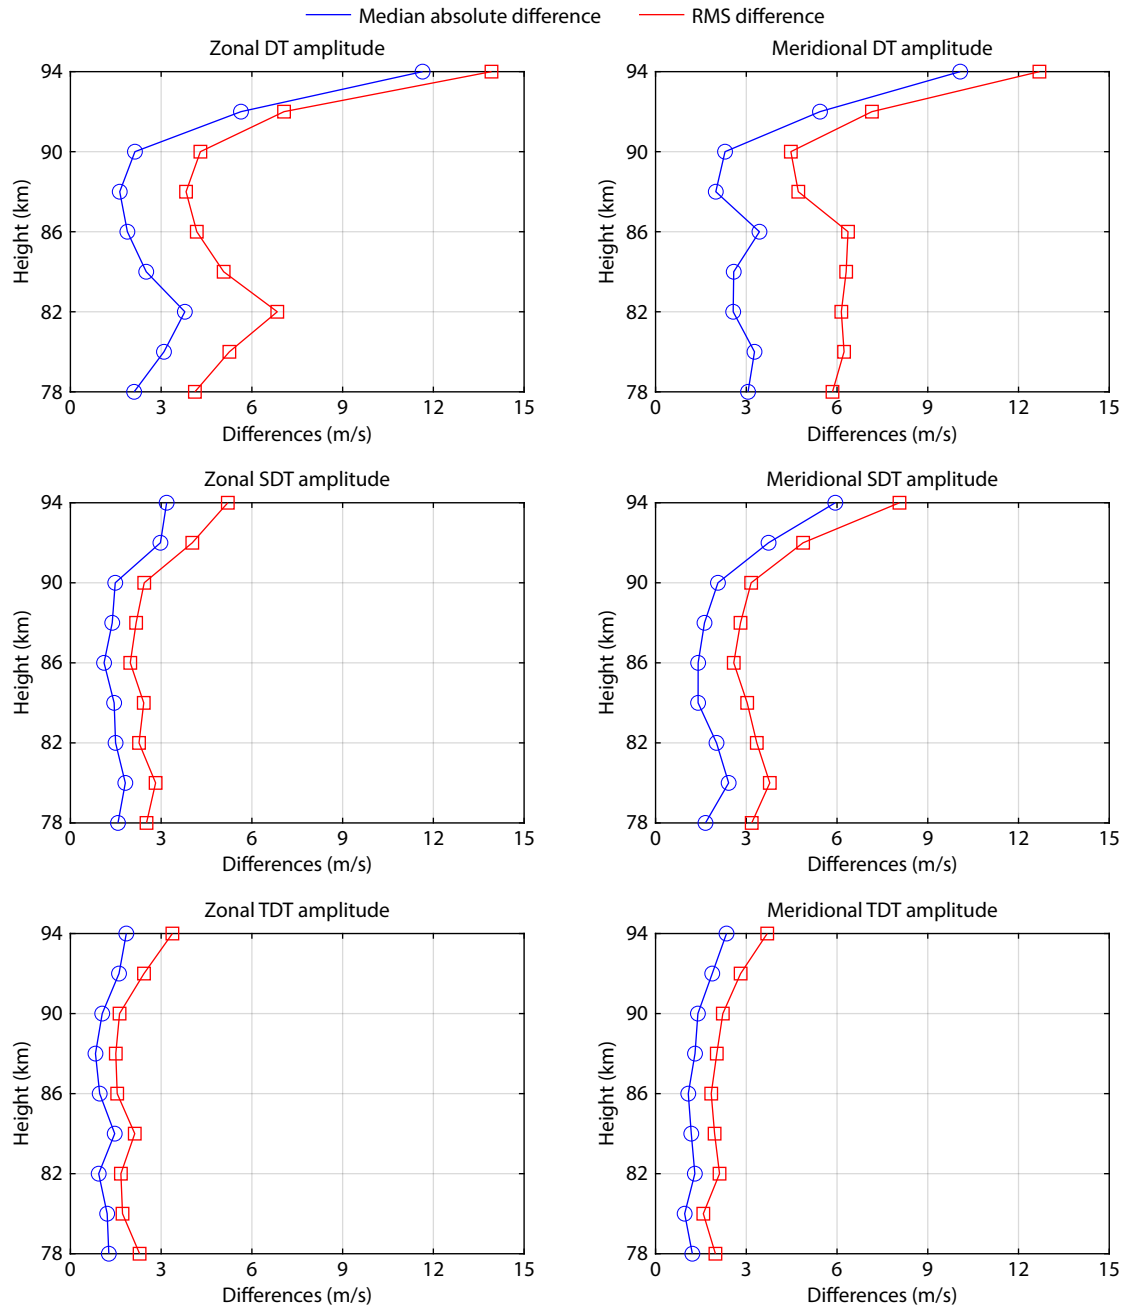 Median absolute difference RMS difference
Zonal DT amplitude
94
90
86
82
78
Height (km)
0 3 6 9 12 15
Differences (m/s)
Meridional DT amplitude
94
90
86
82
78
Height (km)
0 3 6 9 12 15
Differences (m/s)
Zonal SDT amplitude
94
90
86
82
78
Height (km)
0 3 6 9 12 15
Differences (m/s)
Meridional SDT amplitude
94
90
86
82
78
Height (km)
0 3 6 9 12 15
Differences (m/s)
Zonal TDT amplitude
94
90
86
82
78
Height (km)
0 3 6 9 12 15
Differences (m/s)
Meridional TDT amplitude
94
90
86
82
78
Height (km)
0 3 6 9 12 15
Differences (m/s)